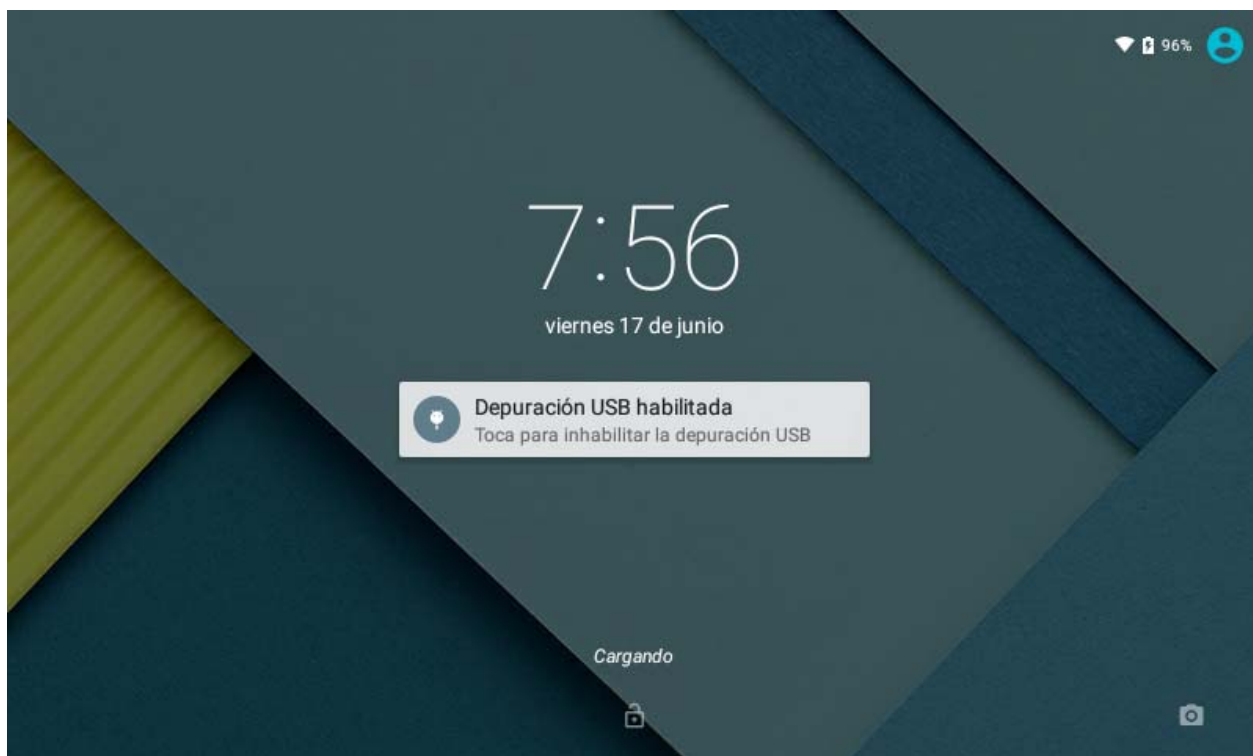 96%
7:56
viernes 17 de junio
Depuración USB habilitada
Toca para inhabilitar la depuración USB
Cargando